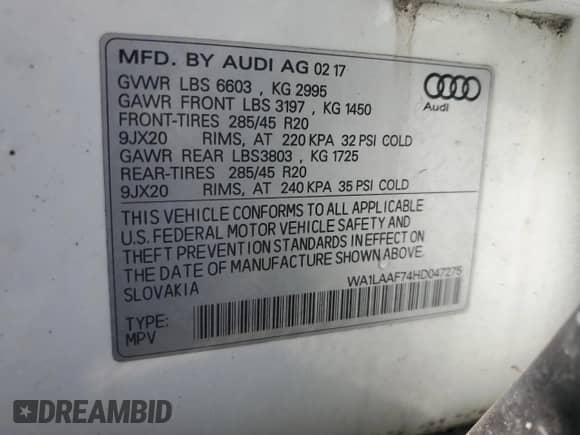 MFD. BY AUDI AG 02 17
GVWR LBS 6603 , KG 2995
GAWR FRONT LBS 3197 , KG 1450
FRONT-TIRES 285/45 R20
9JX20 RIMS, AT 220 KPA 32 PSI COLD
GAWR REAR LBS3803 , KG 1725
REAR-TIRES 285/45 R20
9JX20 RIMS, AT 240 KPA 35 PSI COLD
Audi
THIS VEHICLE CONFORMS TO ALL APPLICABLE
U.S. FEDERAL MOTOR VEHICLE SAFETY AND
THEFT PREVENTION STANDARDS IN EFFECT ON
THE DATE OF MANUFACTURE SHOWN ABOVE.
SLOVAKIA
WA1LAAF74HD047275
TYPE:
MPV
DREAMBID